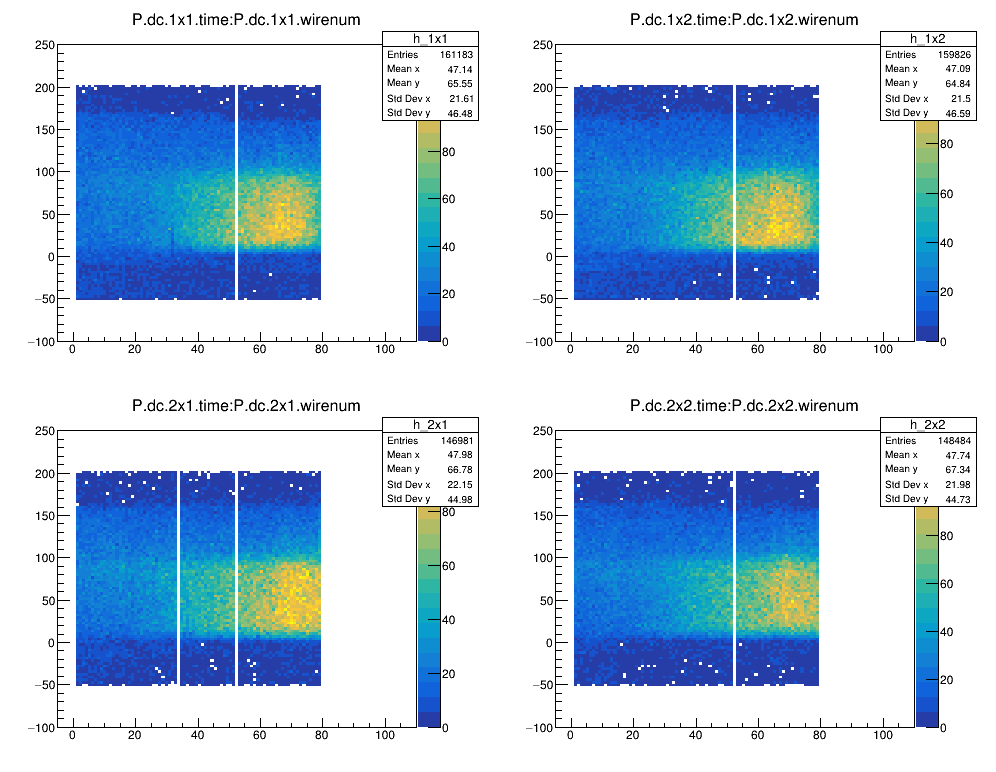 P.dc.1x1.time:P.dc.1x1.wirenum
h_1x1
Entries 161183
Mean x 47.14
Mean y 65.55
Std Dev x 21.61
Std Dev y 46.48
250
200
150
100
50
0
−50
−100
0 20 40 60 80 100
80
60
40
20
0
P.dc.1x2.time:P.dc.1x2.wirenum
h_1x2
Entries 159826
Mean x 47.09
Mean y 64.84
Std Dev x 21.5
Std Dev y 46.59
250
200
150
100
50
0
−50
−100
0 20 40 60 80 100
80
60
40
20
0
P.dc.2x1.time:P.dc.2x1.wirenum
h_2x1
Entries 146981
Mean x 47.98
Mean y 66.78
Std Dev x 22.15
Std Dev y 44.98
250
200
150
100
50
0
−50
−100
0 20 40 60 80 100
80
60
40
20
0
P.dc.2x2.time:P.dc.2x2.wirenum
h_2x2
Entries 148484
Mean x 47.74
Mean y 67.34
Std Dev x 21.98
Std Dev y 44.73
250
200
150
100
50
0
−50
−100
0 20 40 60 80 100
80
60
40
20
0